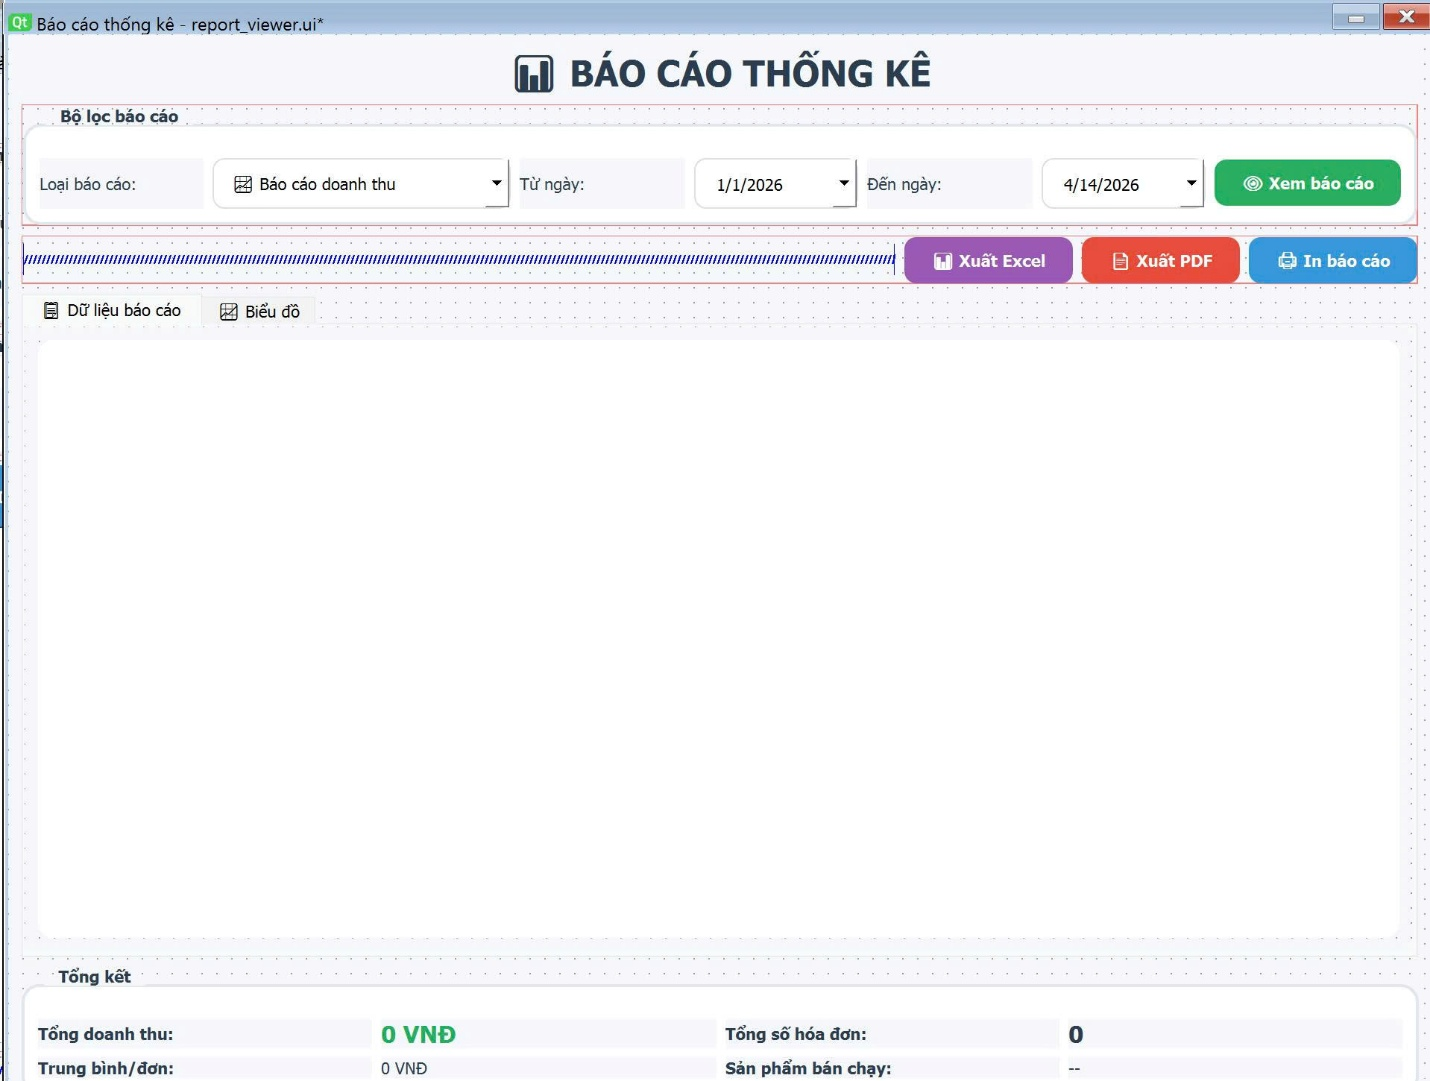 Qt Báo cáo thống kê - report_viewer.ui*
BÁO CÁO THỐNG KÊ
Bộ lọc báo cáo
Loại báo cáo: Báo cáo doanh thu Từ ngày: 1/1/2026 Đến ngày: 4/14/2026 Xem báo cáo
Xuất Excel Xuất PDF In báo cáo
Dữ liệu báo cáo Biểu đồ
Tổng kết
Tổng doanh thu: 0 VNĐ Tổng số hóa đơn: 0
Trung bình/đơn: 0 VNĐ Sản phẩm bán chạy: --